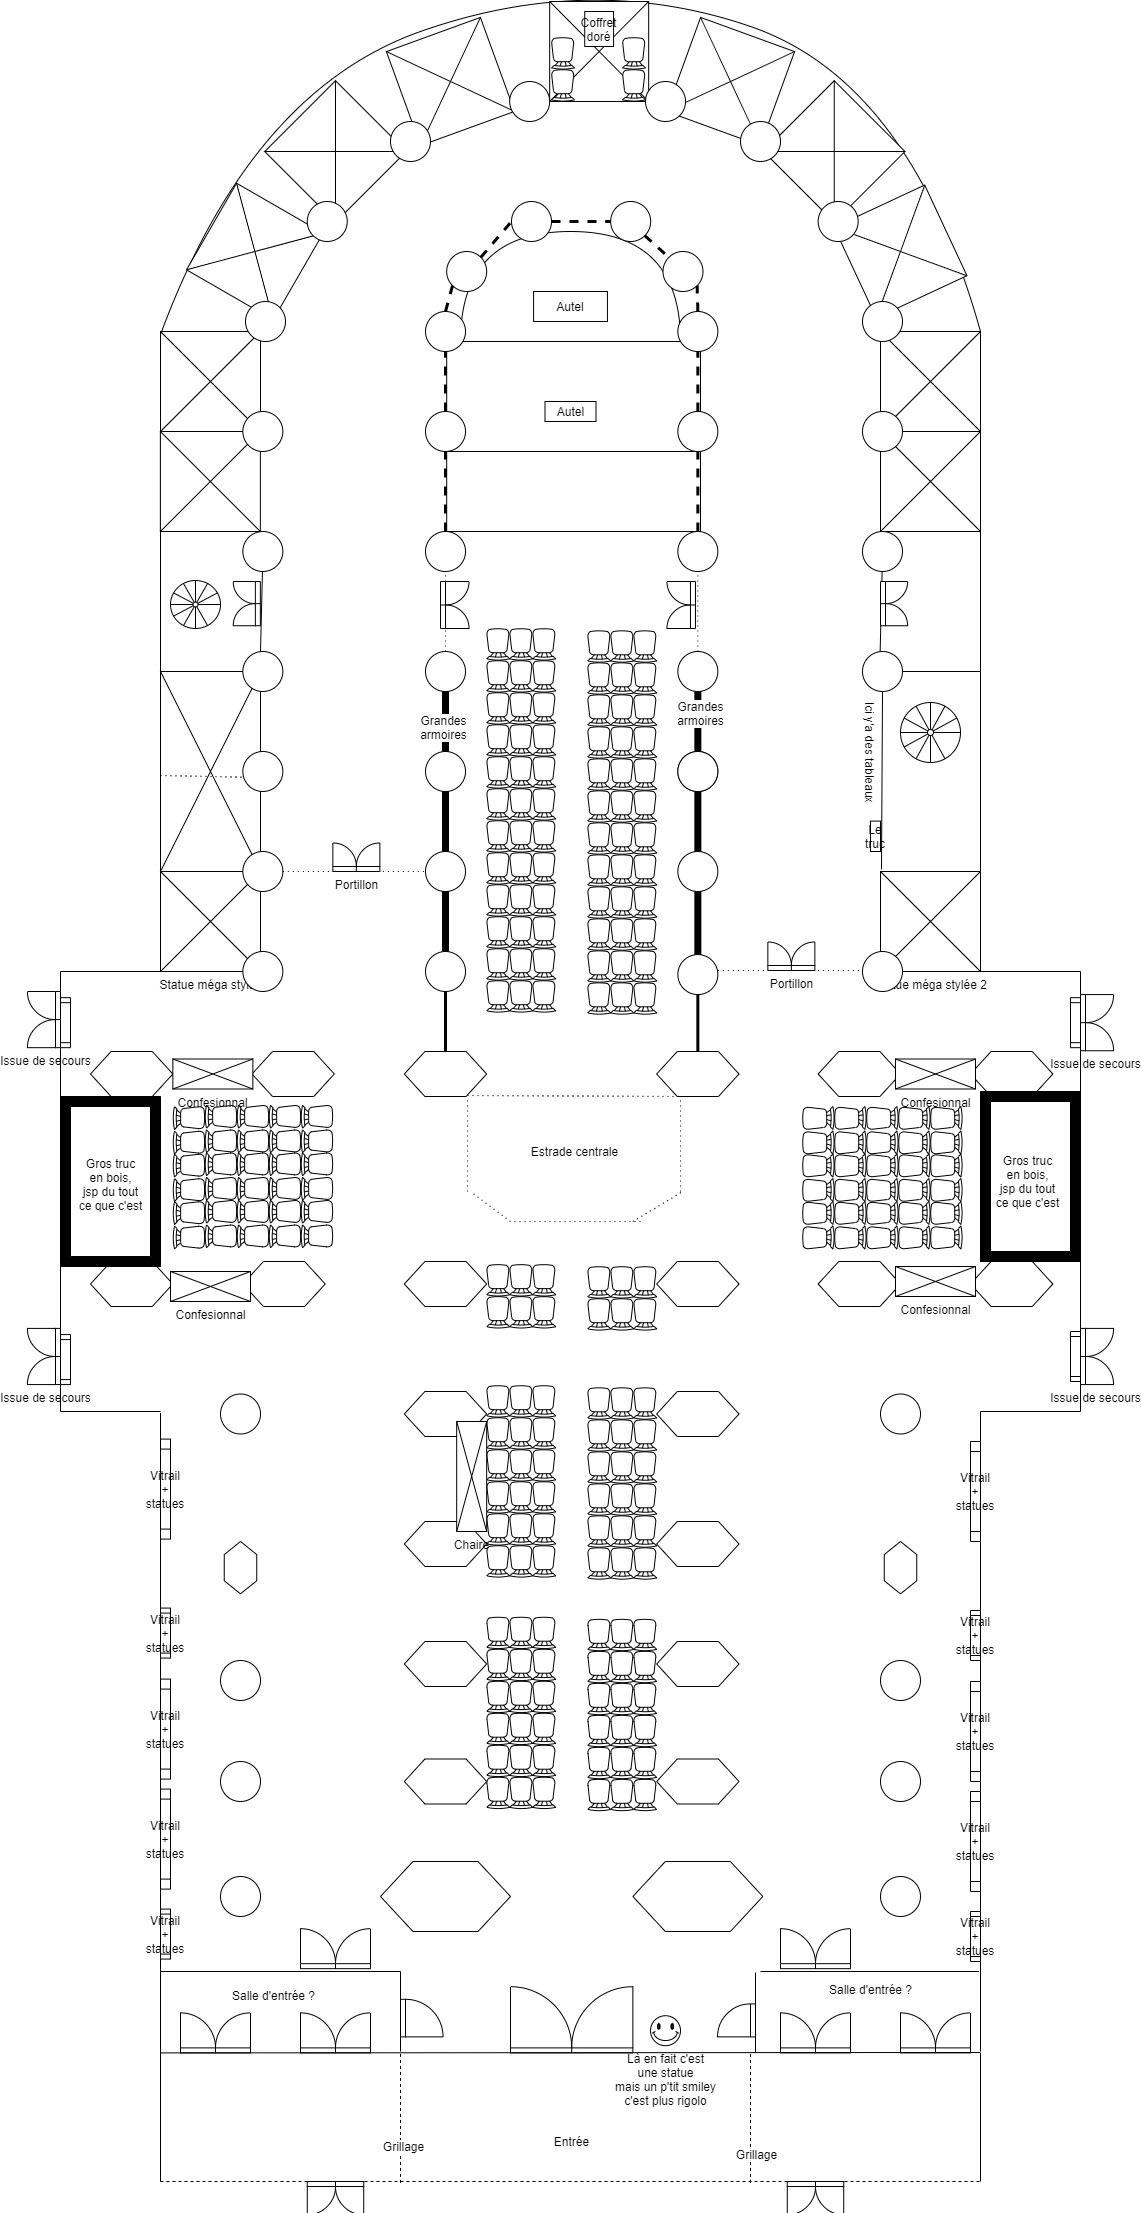 Coffret
doré
Autel
Autel
Grandes
armoires
Grandes
armoires
Ici y'a des tableaux
Le
truc
Portillon
Portillon
Statue méga
méga stylée 2
Issue de secours
Issue de secours
Confesionnal
Confesionnal
Estrade centrale
Gros truc
en bois,
jsp du tout
ce que c'est
Gros truc
en bois,
jsp du tout
ce que c'est
Confesionnal
Confesionnal
Issue de secours
Issue de secours
Vitrail
+
statues
Vitrail
+
statues
Chaire
Vitrail
+
statues
Vitrail
+
statues
Vitrail
+
statues
Vitrail
+
statues
Vitrail
+
statues
Vitrail
+
statues
Vitrail
+
statues
Vitrail
+
statues
Salle d'entrée ?
Salle d'entrée ?
Là en fait c'est
une statue
mais un p'tit smiley
c'est plus rigolo
Entrée
Grillage
Grillage